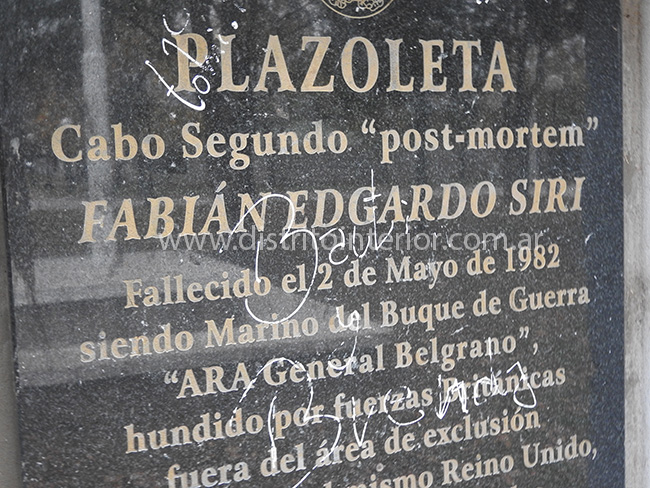 PLAZOLETA
Cabo Segundo "post-mortem"
FABIÁN EDGARDO SIRI
www.distritointerior.com.ar
Fallecido el 2 de Mayo de 1982
siendo Marino del Buque de Guerra
"ARA General Belgrano",
hundido por fuerzas Británicas
fuera del área de exclusión
mismo Reino Unido,